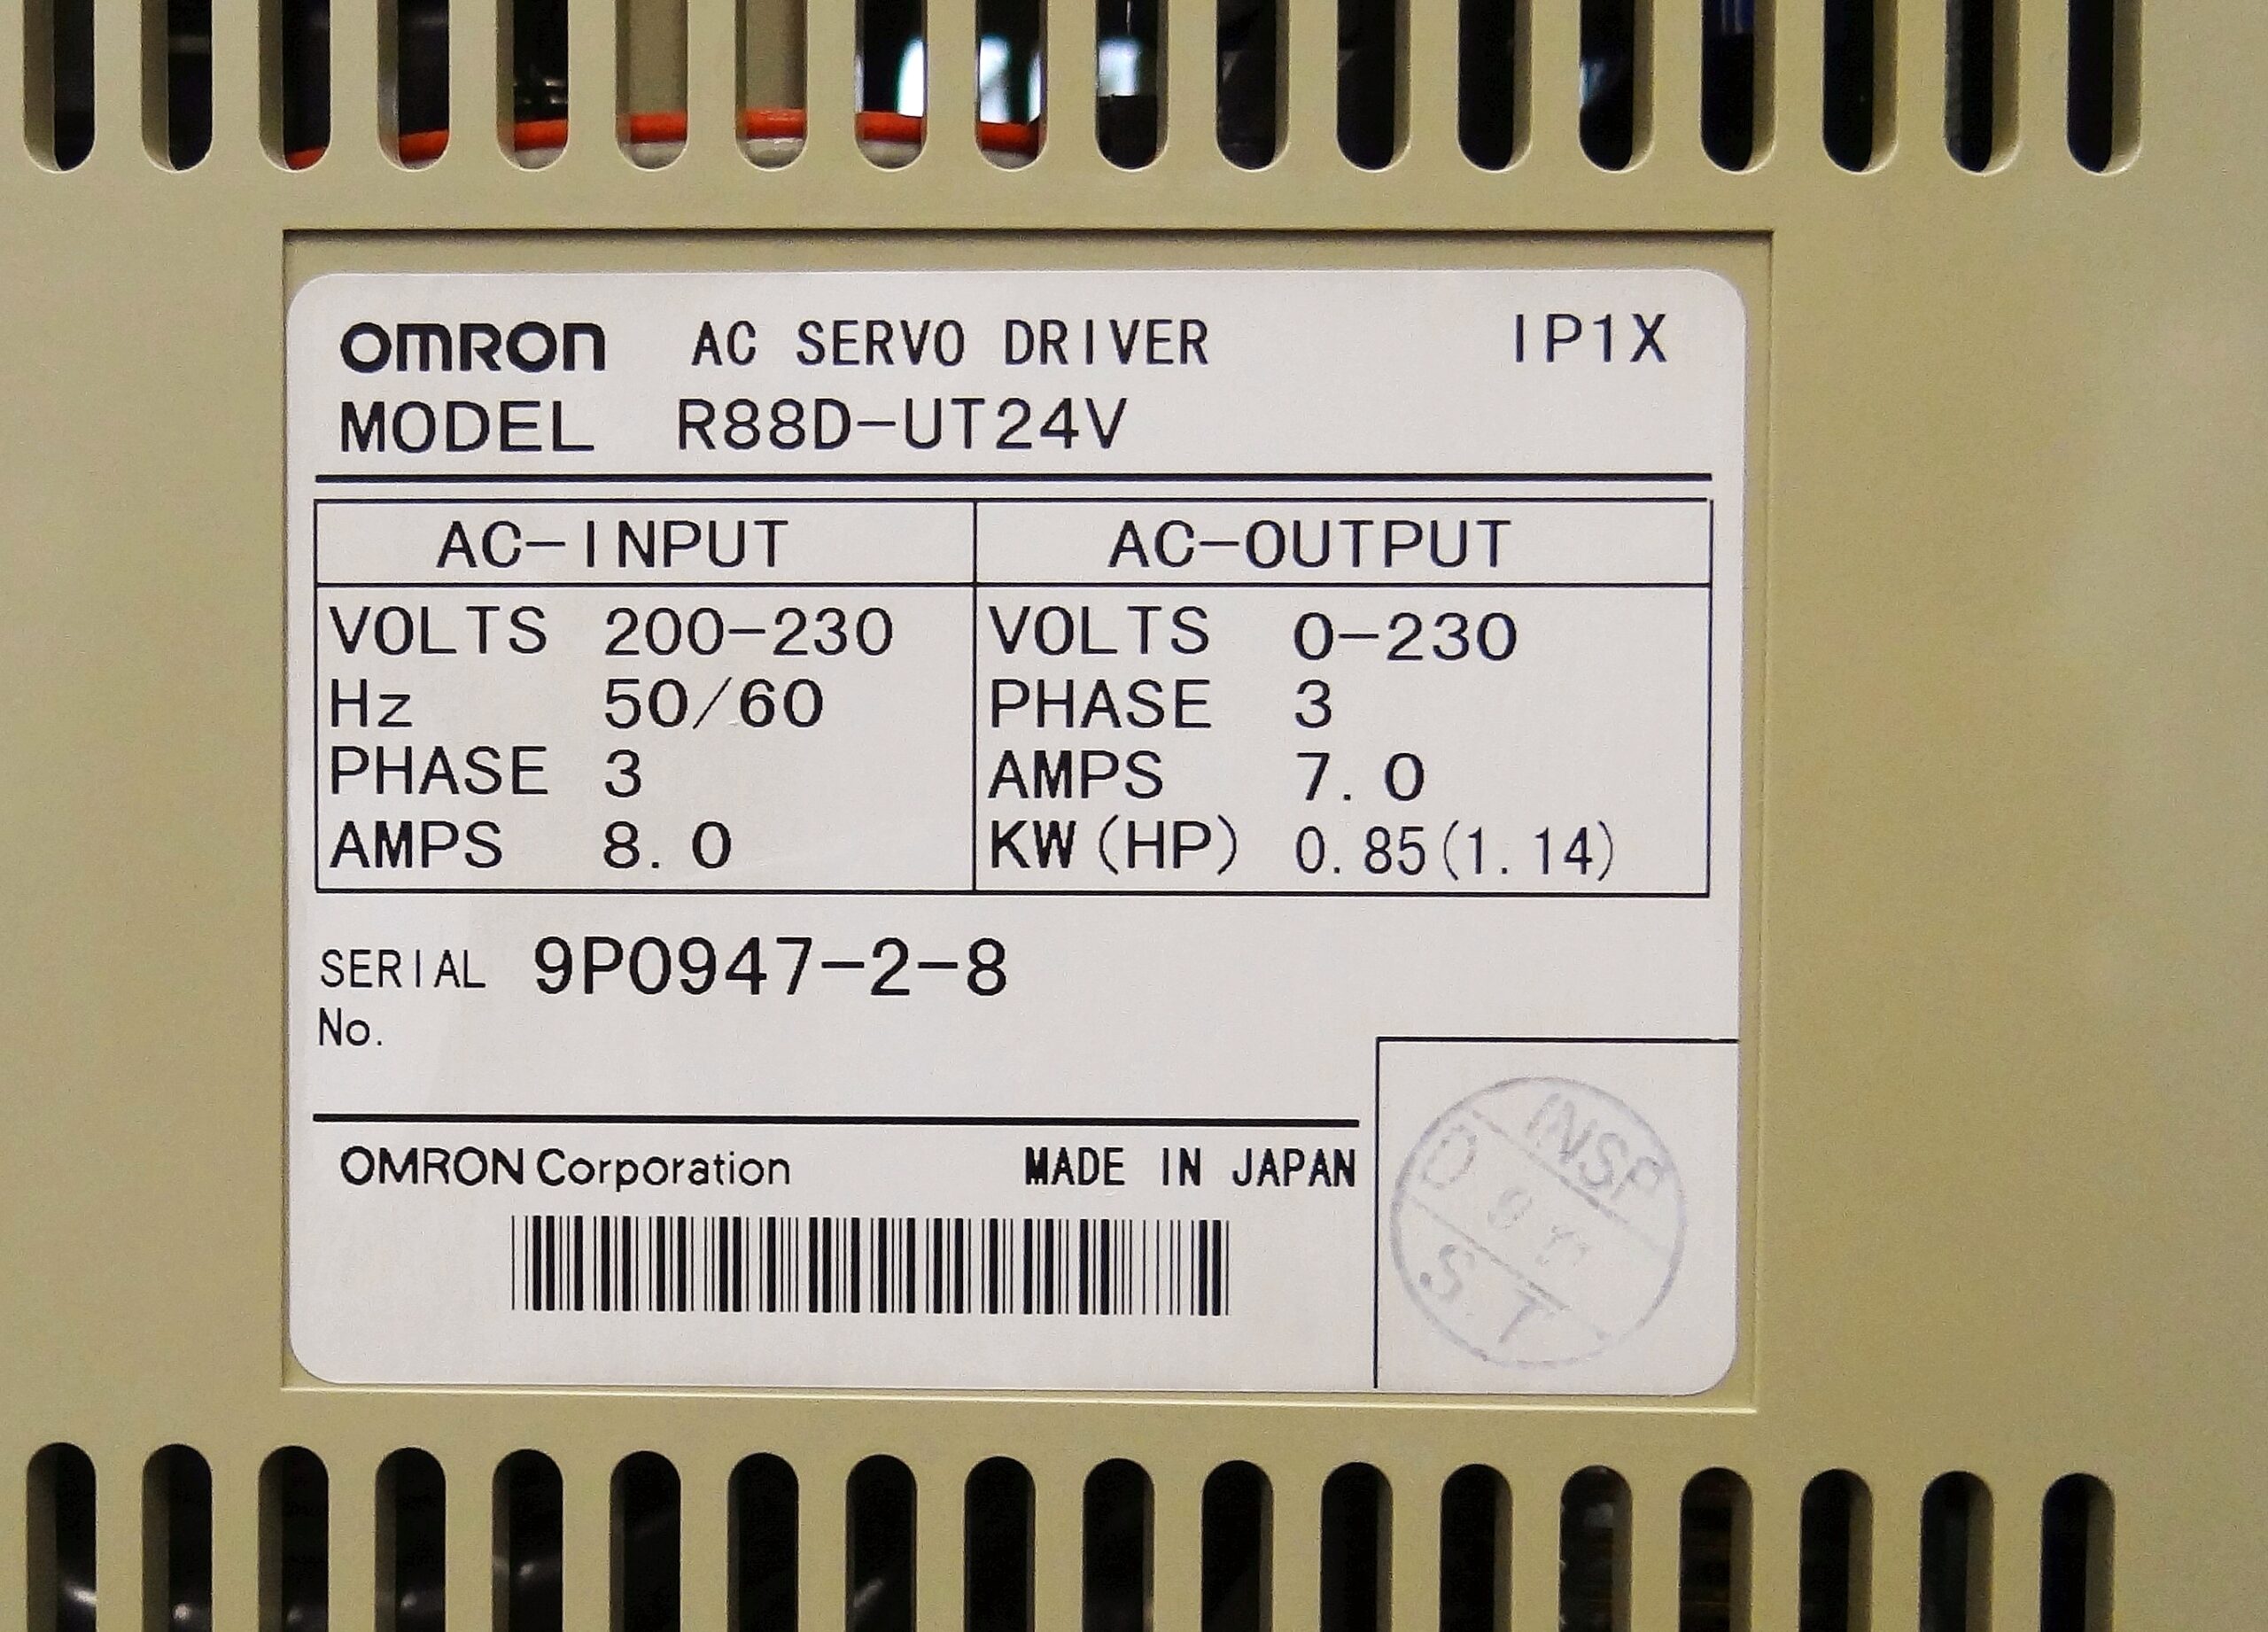 OMRON AC SERVO DRIVER IP1X
MODEL R88D-UT24V
AC-INPUT AC-OUTPUT
VOLTS 200-230 VOLTS 0-230
Hz 50/60 PHASE 3
PHASE 3 AMPS 7.0
AMPS 8.0 KW(HP) 0.85(1.14)
SERIAL No. 9P0947-2-8
OMRON Corporation MADE IN JAPAN
INSP
S.T